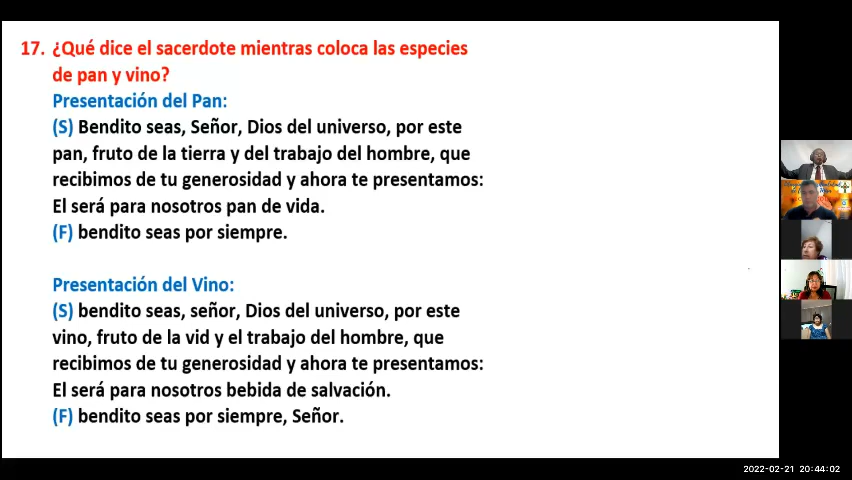 17. ¿Qué dice el sacerdote mientras coloca las especies
de pan y vino?
Presentación del Pan:
(S) Bendito seas, Señor, Dios del universo, por este
pan, fruto de la tierra y del trabajo del hombre, que
recibimos de tu generosidad y ahora te presentamos:
El será para nosotros pan de vida.
(F) bendito seas por siempre.
Presentación del Vino:
(S) bendito seas, señor, Dios del universo, por este
vino, fruto de la vid y el trabajo del hombre, que
recibimos de tu generosidad y ahora te presentamos:
El será para nosotros bebida de salvación.
(F) bendito seas por siempre, Señor.
2022-02-21 20:44:02